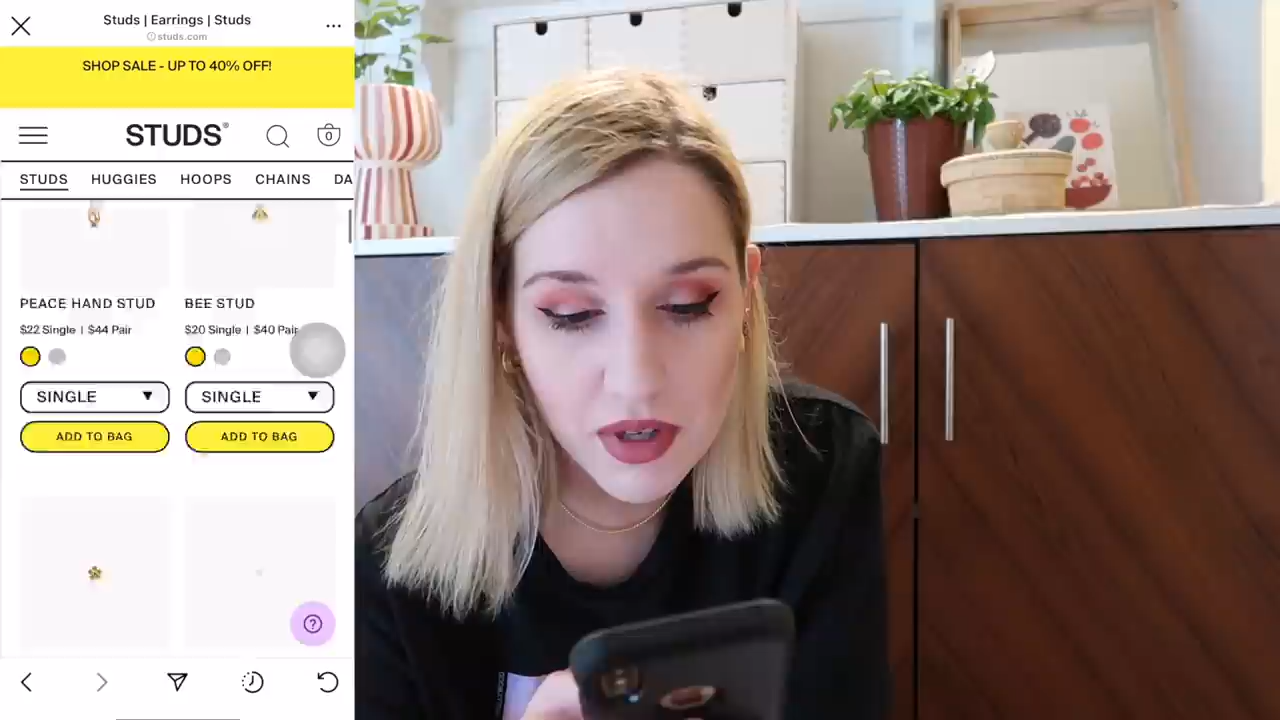 Studs | Earrings | Studs
studs.com
SHOP SALE - UP TO 40% OFF!
STUDS®
0
STUDS HUGGIES HOOPS CHAINS DA
PEACE HAND STUD BEE STUD
$22 Single | $44 Pair $20 Single | $40 Pair
SINGLE SINGLE
ADD TO BAG ADD TO BAG
?